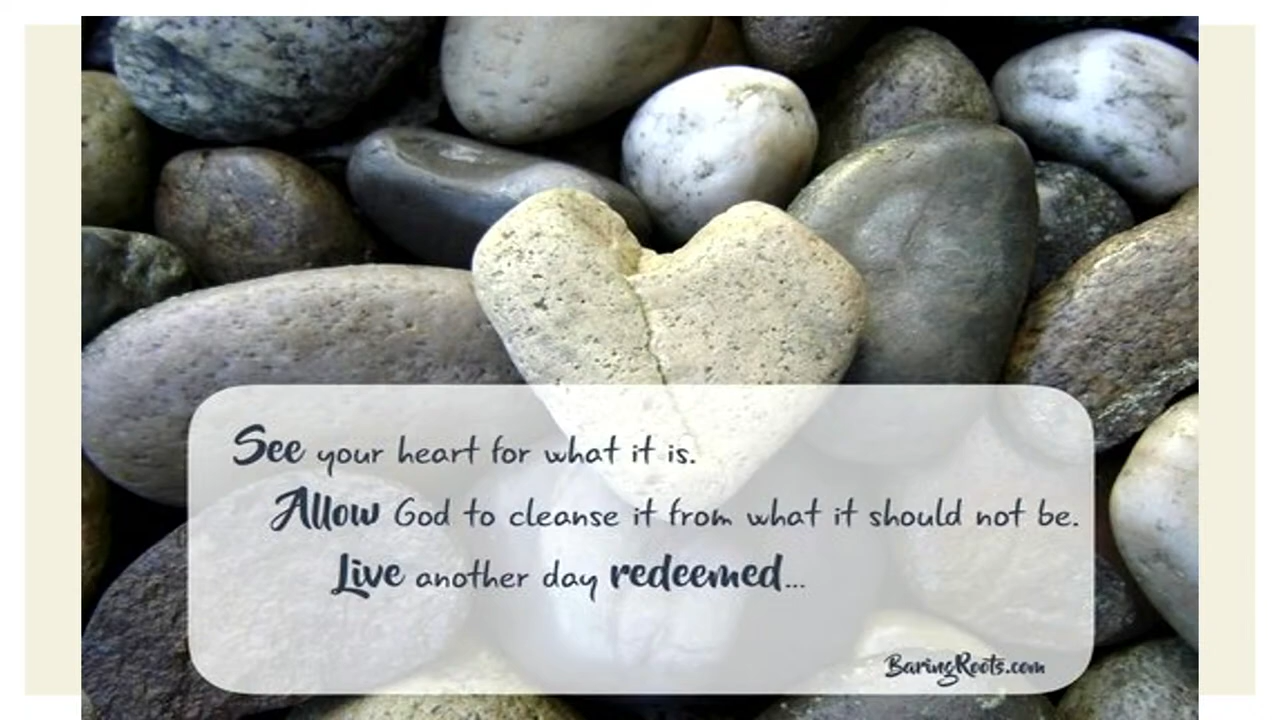 See your heart for what it is.
Allow God to cleanse it from what it should not be.
Live another day redeemed...
BaringRoots.com